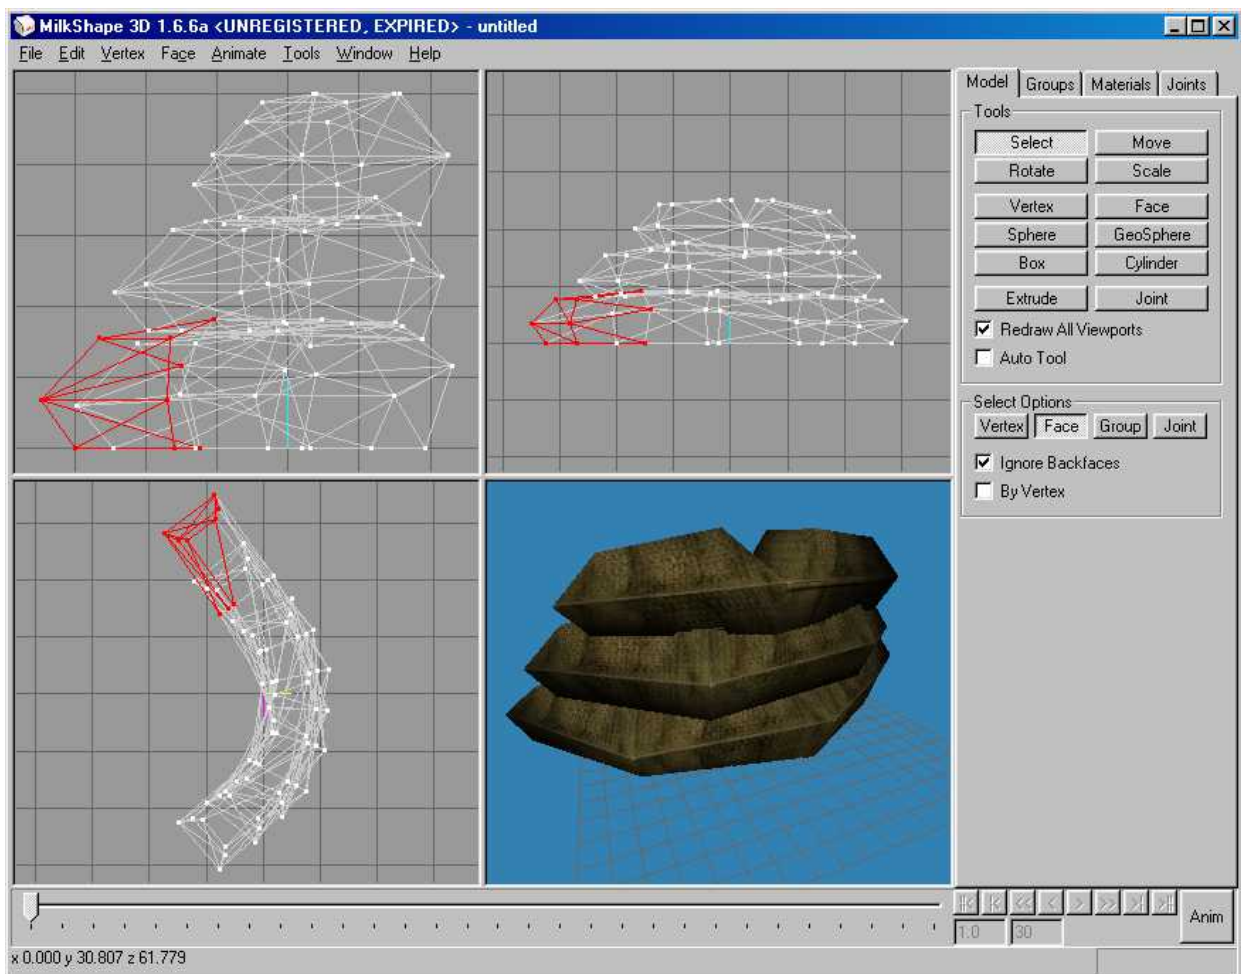 MilkShape 3D 1.6.6a <UNREGISTERED, EXPIRED> - untitled
File Edit Vertex Face Animate Tools Window Help
Model Groups Materials Joints
Tools
Select Move
Rotate Scale
Vertex Face
Sphere GeoSphere
Box Cylinder
Extrude Joint
Redraw All Viewports
Auto Tool
Select Options
Vertex Face Group Joint
Ignore Backfaces
By Vertex
Anim
1.0 30
x 0.000 y 30.807 z 61.779